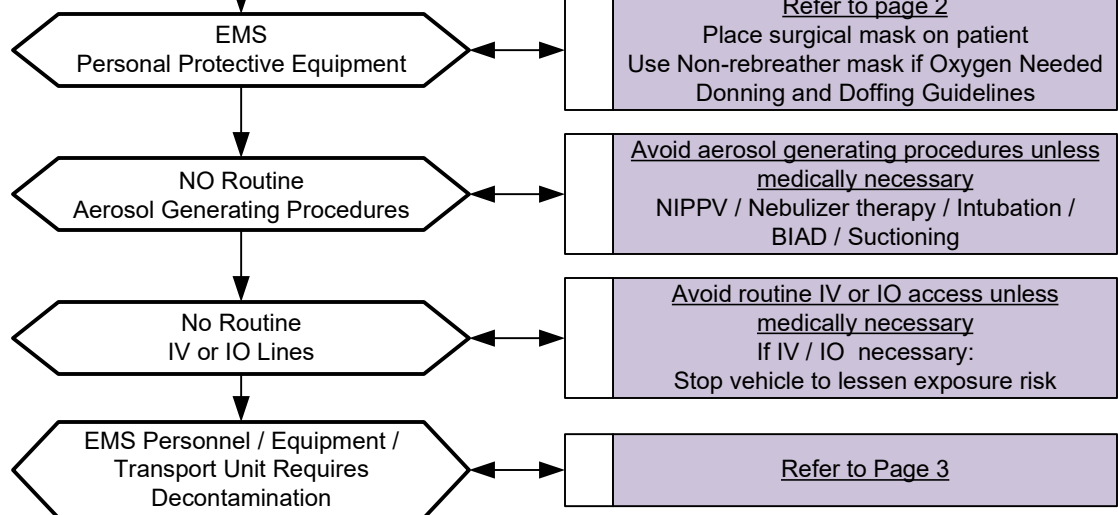 EMS
Personal Protective Equipment
Refer to page 2
Place surgical mask on patient
Use Non-rebreather mask if Oxygen Needed
Donning and Doffing Guidelines
NO Routine
Aerosol Generating Procedures
Avoid aerosol generating procedures unless
medically necessary
NIPPV / Nebulizer therapy / Intubation /
BIAD / Suctioning
No Routine
IV or IO Lines
Avoid routine IV or IO access unless
medically necessary
If IV / IO  necessary:
Stop vehicle to lessen exposure risk
EMS Personnel / Equipment /
Transport Unit Requires
Decontamination
Refer to Page 3